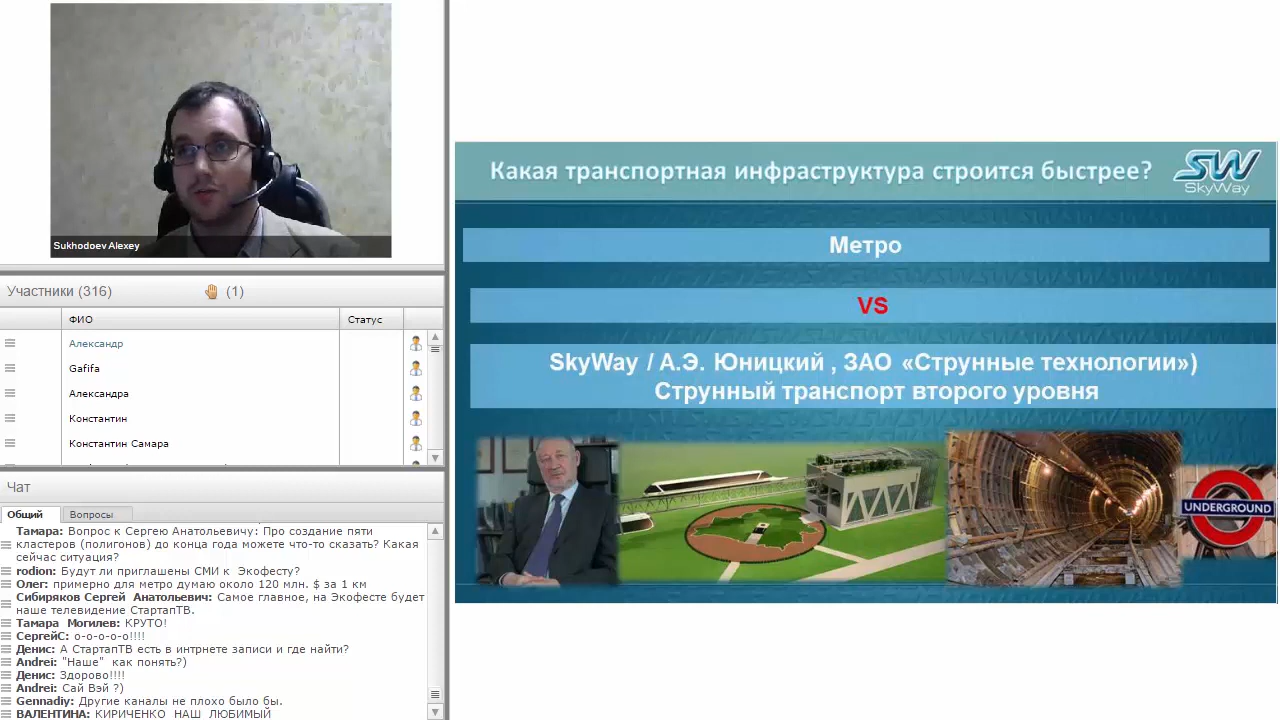 Sukhodoev Alexey
Участники (316)
(1)
ФИО
Статус
Александр
Gafifa
Александра
Константин
Константин Самара
Чат
Общий
Вопросы
Тамара: Вопрос к Сергею Анатольевичу: Про создание пяти
кластеров (полигонов) до конца года можете что-то сказать? Какая
сейчас ситуация?
rodion: Будут ли приглашены СМИ к Экофесту?
Олег: примерно для метро думаю около 120 млн. $ за 1 км
Сибиряков Сергей Анатольевич: Самое главное, на Экофесте будет
наше телевидение СтартапТВ.
Тамара Могилев: КРУТО!
СергейС: о-о-о-о-о!!!!
Денис: А СтартапТВ есть в интрнете записи и где найти?
Andrei: "Наше" как понять?)
Денис: Здорово!!!!
Andrei: Сай Вэй ?)
Gennadiy: Другие каналы не плохо было бы.
ВАЛЕНТИНА: КИРИЧЕНКО НАШ ЛЮБИМЫЙ
Какая транспортная инфраструктура строится быстрее?
SW
SkyWay
Метро
VS
SkyWay / А.Э. Юницкий , ЗАО «Струнные технологии»)
Струнный транспорт второго уровня
UNDERGROUND